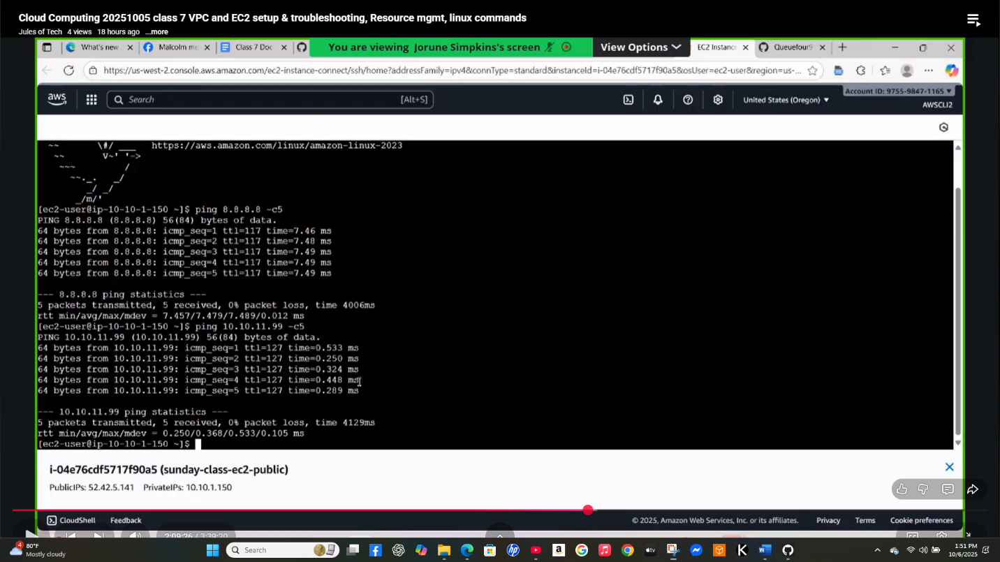 Cloud Computing 20251005 class 7 VPC and EC2 setup & troubleshooting, Resource mgmt, linux commands
Jules of Tech 4 views 18 hours ago ...more
What's new
Malcolm me
Class 7 Doc
You are viewing Jorune Simpkins's screen
View Options
EC2 Instanc
Queuefour9
https://us-west-2.console.aws.amazon.com/ec2-instance-connect/ssh/home?addressFamily=ipv4&connType=standard&instanceId=i-04e76cdf5717f90a5&osUser=ec2-user&region=us-...
aws
Search
[Alt+S]
United States (Oregon)
Account ID: 9755-9847-1165
AWSCLI2
~~ \#/ ___ https://aws.amazon.com/linux/amazon-linux-2023
~~ V~' '->
~~~ /
~~._. _/
_/ _/
_/m/'
[ec2-user@ip-10-10-1-150 ~]$ ping 8.8.8.8 -c5
PING 8.8.8.8 (8.8.8.8) 56(84) bytes of data.
64 bytes from 8.8.8.8: icmp_seq=1 ttl=117 time=7.46 ms
64 bytes from 8.8.8.8: icmp_seq=2 ttl=117 time=7.48 ms
64 bytes from 8.8.8.8: icmp_seq=3 ttl=117 time=7.49 ms
64 bytes from 8.8.8.8: icmp_seq=4 ttl=117 time=7.49 ms
64 bytes from 8.8.8.8: icmp_seq=5 ttl=117 time=7.49 ms
--- 8.8.8.8 ping statistics ---
5 packets transmitted, 5 received, 0% packet loss, time 4006ms
rtt min/avg/max/mdev = 7.457/7.479/7.489/0.012 ms
[ec2-user@ip-10-10-1-150 ~]$ ping 10.10.11.99 -c5
PING 10.10.11.99 (10.10.11.99) 56(84) bytes of data.
64 bytes from 10.10.11.99: icmp_seq=1 ttl=127 time=0.533 ms
64 bytes from 10.10.11.99: icmp_seq=2 ttl=127 time=0.250 ms
64 bytes from 10.10.11.99: icmp_seq=3 ttl=127 time=0.324 ms
64 bytes from 10.10.11.99: icmp_seq=4 ttl=127 time=0.448 ms
64 bytes from 10.10.11.99: icmp_seq=5 ttl=127 time=0.289 ms
--- 10.10.11.99 ping statistics ---
5 packets transmitted, 5 received, 0% packet loss, time 4129ms
rtt min/avg/max/mdev = 0.250/0.368/0.533/0.105 ms
[ec2-user@ip-10-10-1-150 ~]$
i-04e76cdf5717f90a5 (sunday-class-ec2-public)
PublicIPs: 52.42.5.141 PrivateIPs: 10.10.1.150
CloudShell Feedback
© 2025, Amazon Web Services, Inc. or its affiliates.
Privacy Terms Cookie preferences
2:09:26 / 3:39:20
4
80°F
Mostly cloudy
Search
1:51 PM
10/6/2025